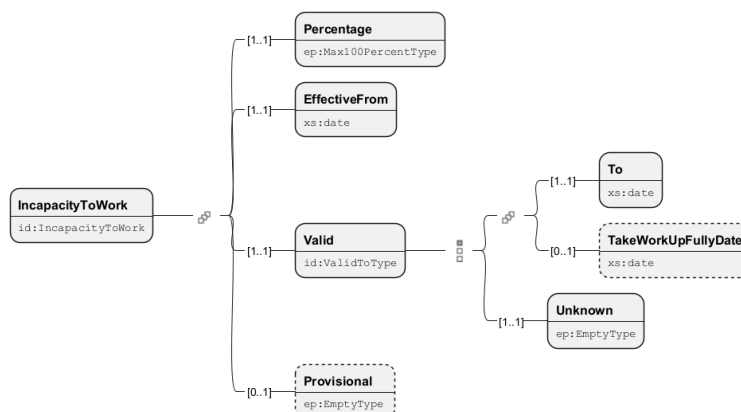 Percentage
[1..1]
ep:Max100PercentType
EffectiveFrom
[1..1]
xs:date
To
[1..1]
xs:date
IncapacityToWork
id:IncapacityToWork
Valid
[1..1]
id:ValidToType
TakeWorkUpFullyDate
[0..1]
xs:date
Unknown
[1..1]
ep:EmptyType
Provisional
[0..1]
ep:EmptyType